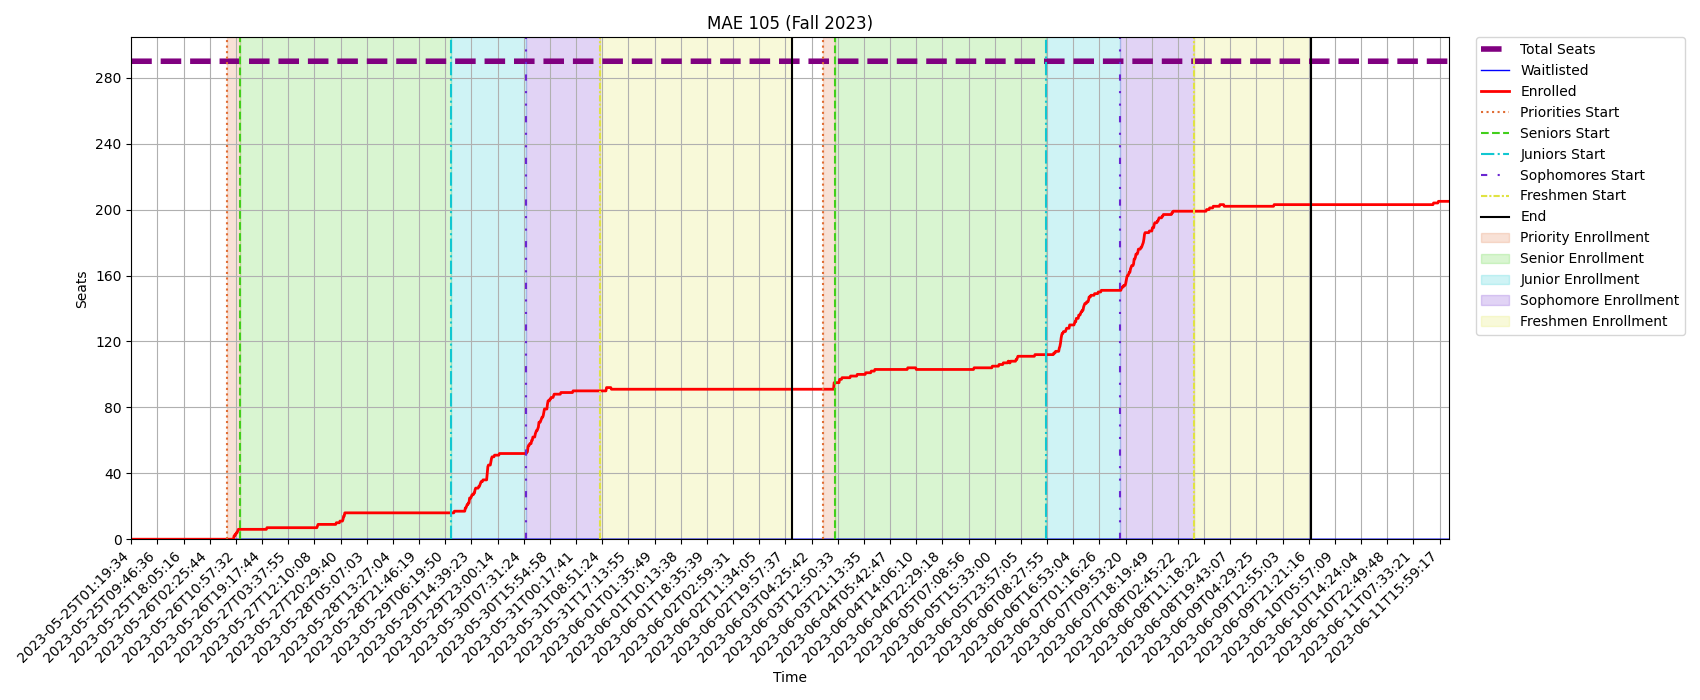 MAE 105 (Fall 2023)
Seats
280
240
200
160
120
80
40
0
2023-05-25T01:19:34
2023-05-25T09:46:36
2023-05-25T18:05:16
2023-05-26T02:25:44
2023-05-26T10:57:32
2023-05-26T19:17:44
2023-05-27T03:37:55
2023-05-27T12:10:08
2023-05-27T20:29:40
2023-05-28T05:07:03
2023-05-28T13:27:04
2023-05-28T21:46:19
2023-05-29T06:19:50
2023-05-29T14:39:23
2023-05-29T23:00:14
2023-05-30T07:31:24
2023-05-30T15:54:58
2023-05-31T00:17:41
2023-05-31T08:51:24
2023-05-31T17:13:55
2023-06-01T01:35:49
2023-06-01T10:13:38
2023-06-01T18:35:39
2023-06-02T02:59:31
2023-06-02T11:34:05
2023-06-02T19:57:37
2023-06-03T04:25:42
2023-06-03T12:50:33
2023-06-03T21:13:35
2023-06-04T05:42:47
2023-06-04T14:06:10
2023-06-04T22:29:18
2023-06-05T07:08:56
2023-06-05T15:33:00
2023-06-05T23:57:05
2023-06-06T08:27:55
2023-06-06T16:53:04
2023-06-07T01:16:26
2023-06-07T09:53:20
2023-06-07T18:19:49
2023-06-08T02:45:22
2023-06-08T11:18:22
2023-06-08T19:43:07
2023-06-09T04:29:25
2023-06-09T12:55:03
2023-06-09T21:21:16
2023-06-10T05:57:09
2023-06-10T14:24:04
2023-06-10T22:49:48
2023-06-11T07:33:21
2023-06-11T15:59:17
Time
Total Seats
Waitlisted
Enrolled
Priorities Start
Seniors Start
Juniors Start
Sophomores Start
Freshmen Start
End
Priority Enrollment
Senior Enrollment
Junior Enrollment
Sophomore Enrollment
Freshmen Enrollment